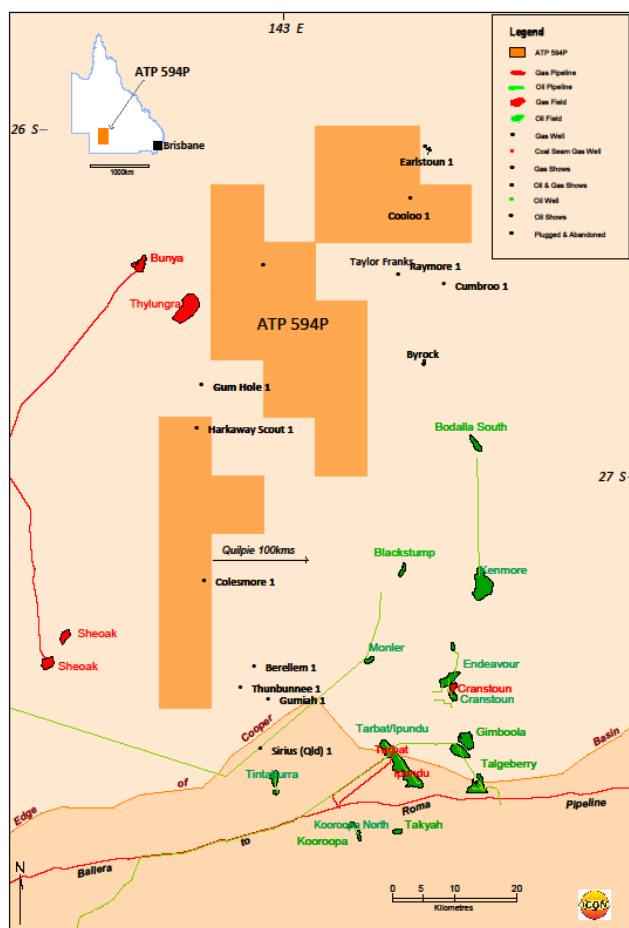 143 E
Legend
ATP 594P
Gas Pipeline
Oil Pipeline
Gas Field
Oil Field
Gas Well
Coal Seam Gas Well
Gas Shows
Oil & Gas Shows
Oil Well
Oil Shows
Plugged & Abandoned
ATP 594P
26 S
Brisbane
1000km
Earlstoun 1
Cooloo 1
Bunya
Taylor Franks
Raymore 1
Cumbroo 1
Thylungra
ATP 594P
Byrock
Gum Hole 1
Harkaway Scout 1
Bodalla South
27 S
Quilpie 100kms
Blackstump
Kenmore
Colesmore 1
Sheoak
Sheoak
Monler
Berellem 1
Endeavour
Thunbunnee 1
Cranstoun
Gumiah 1
Cranstoun
Edge of Cooper Basin
Tarbat/Ipundu
Gimboola
Sirius (Qld) 1
Tarbat
Talgeberry
Tintaburra
Ipundu
Ballera to Roma Pipeline
Kooroopa North
Takyah
Kooroopa
N
0 10 20
Kilometres
ICON